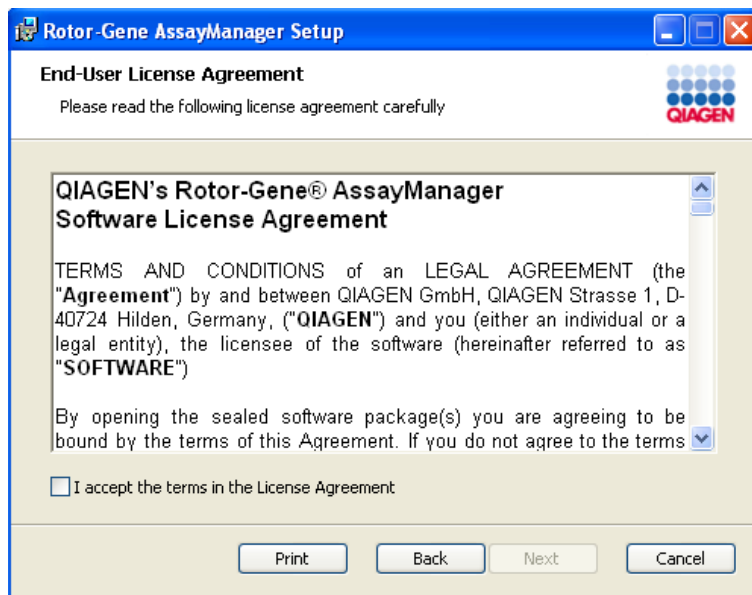 Rotor-Gene AssayManager Setup
End-User License Agreement
Please read the following license agreement carefully
QIAGEN
QIAGEN's Rotor-Gene® AssayManager
Software License Agreement
TERMS AND CONDITIONS of an LEGAL AGREEMENT (the
"Agreement") by and between QIAGEN GmbH, QIAGEN Strasse 1, D-
40724 Hilden, Germany, ("QIAGEN") and you (either an individual or a
legal entity), the licensee of the software (hereinafter referred to as
"SOFTWARE")
By opening the sealed software package(s) you are agreeing to be
bound by the terms of this Agreement. If you do not agree to the terms
I accept the terms in the License Agreement
Print Back Next Cancel